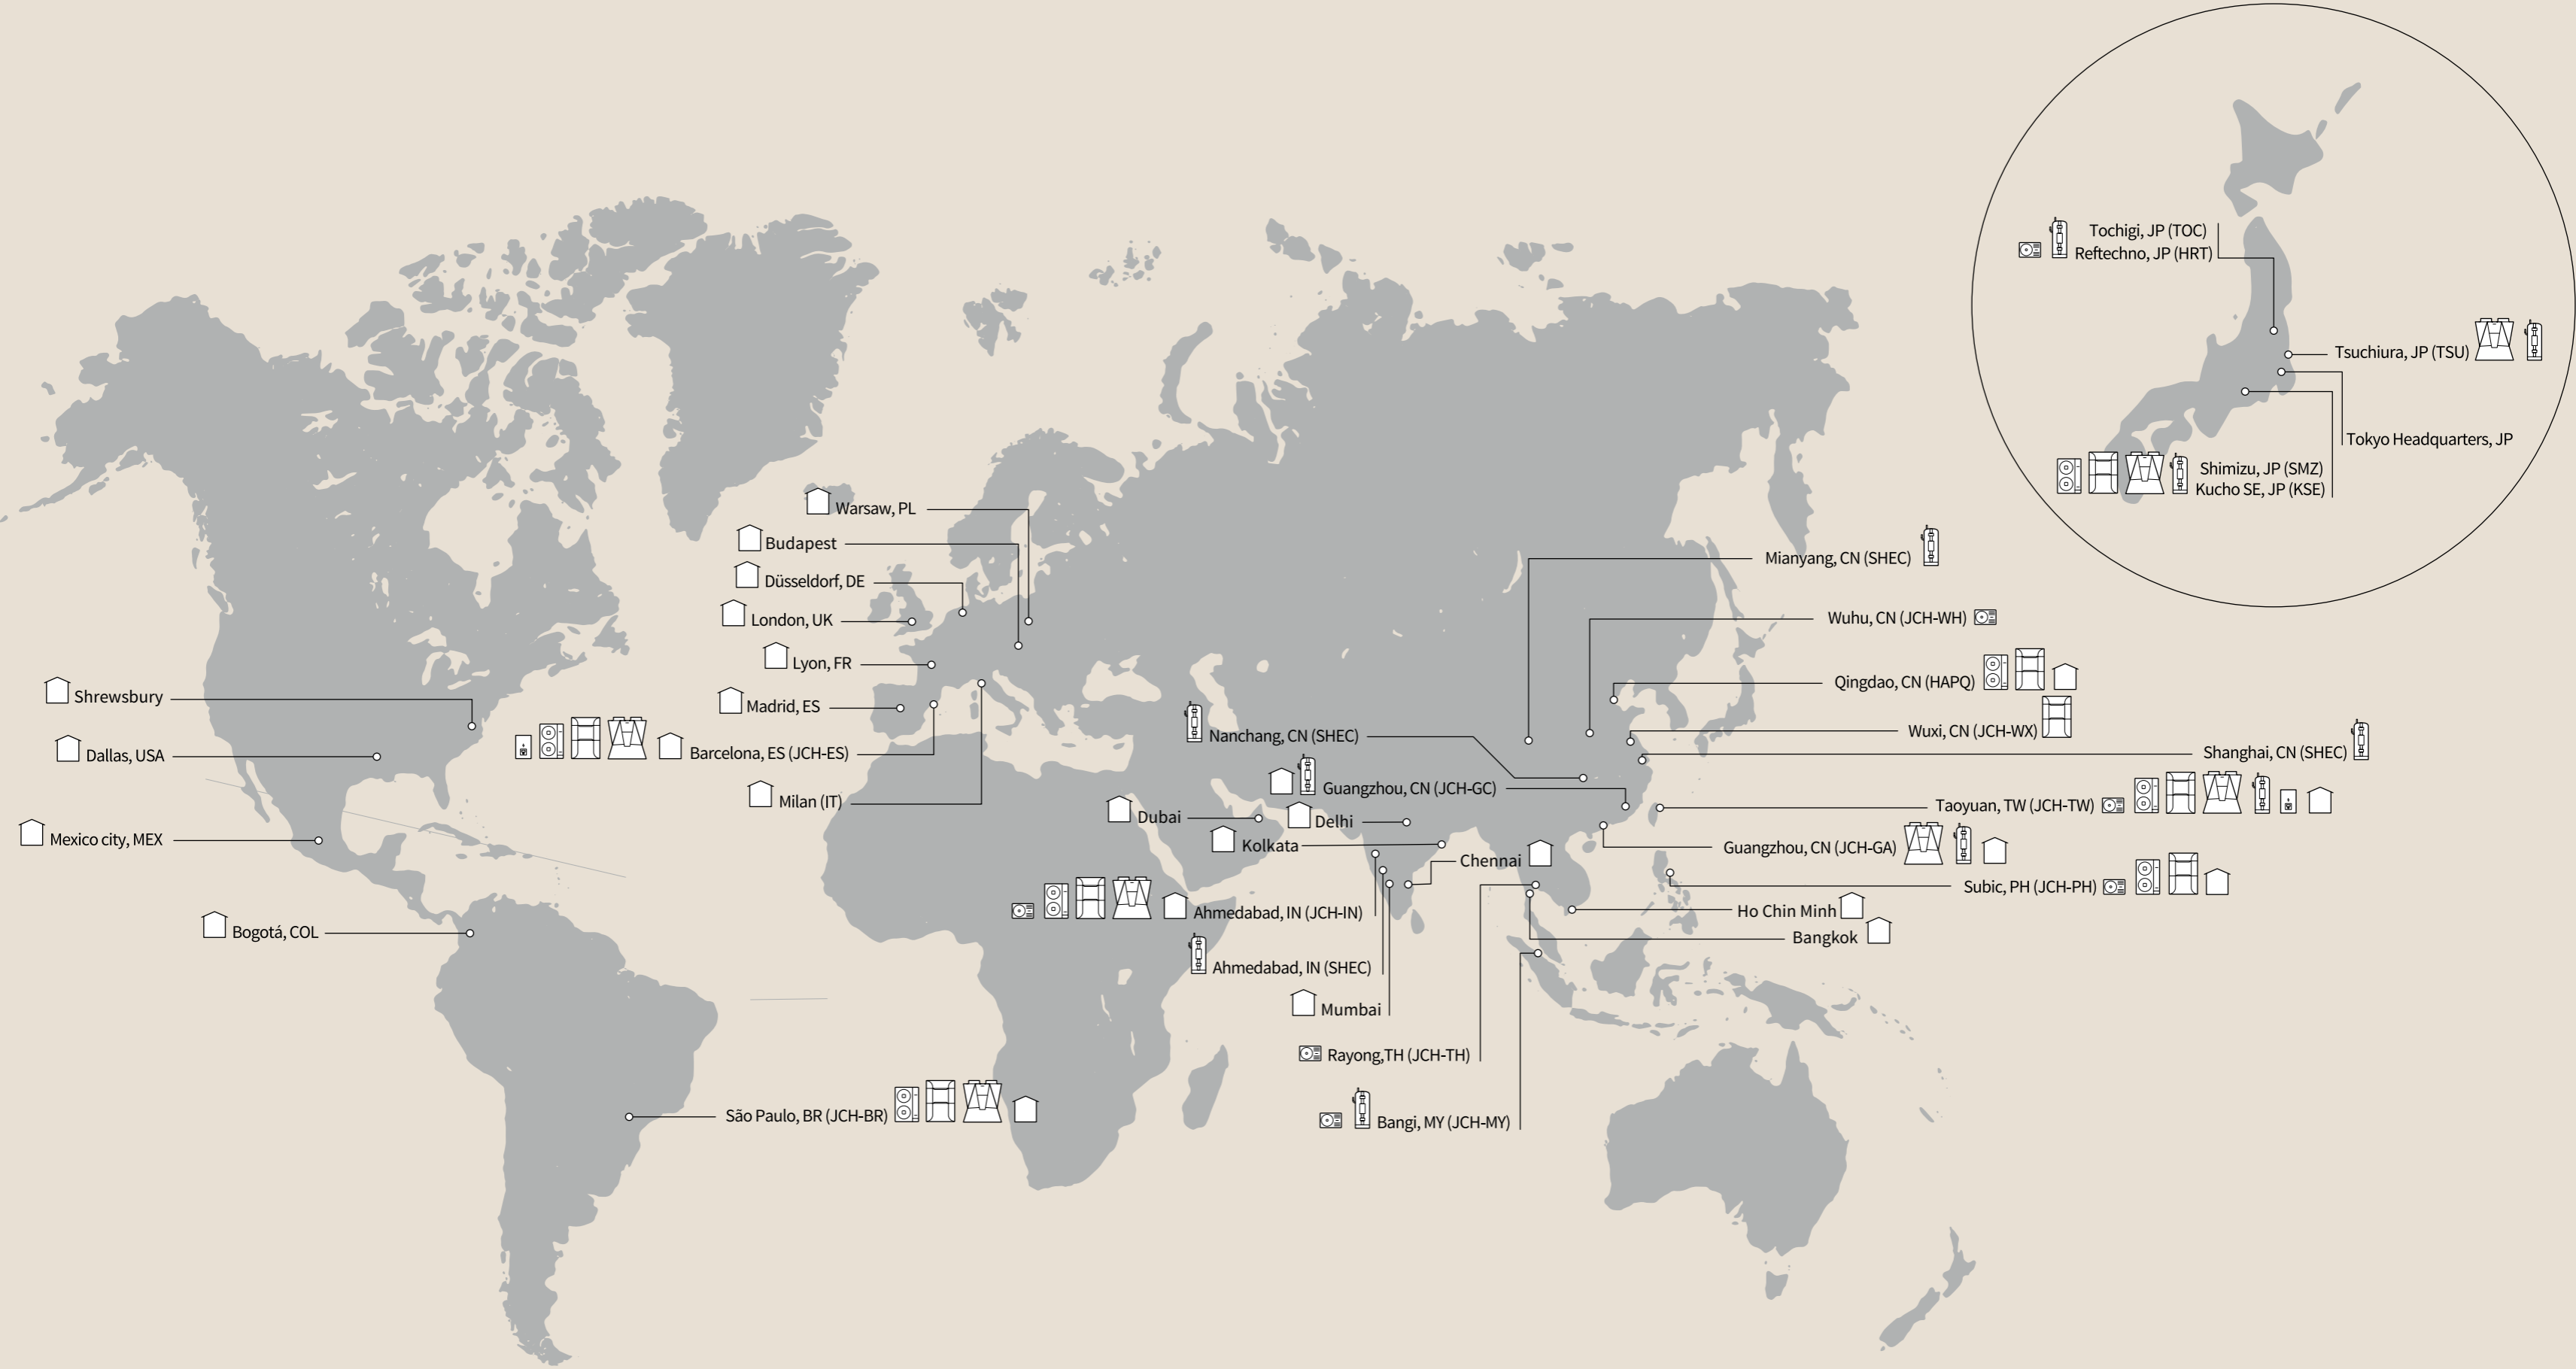 Tochigi, JP (TOC)
Reftechno, JP (HRT)
Tsuchiura, JP (TSU)
Tokyo Headquarters, JP
Shimizu, JP (SMZ)
Kucho SE, JP (KSE)
Warsaw, PL
Budapest
Düsseldorf, DE
London, UK
Lyon, FR
Madrid, ES
Barcelona, ES (JCH-ES)
Milan (IT)
Shrewsbury
Dallas, USA
Mexico city, MEX
Bogotá, COL
São Paulo, BR (JCH-BR)
Mianyang, CN (SHEC)
Wuhu, CN (JCH-WH)
Qingdao, CN (HAPQ)
Wuxi, CN (JCH-WX)
Shanghai, CN (SHEC)
Nanchang, CN (SHEC)
Guangzhou, CN (JCH-GC)
Taoyuan, TW (JCH-TW)
Dubai
Delhi
Kolkata
Chennai
Guangzhou, CN (JCH-GA)
Subic, PH (JCH-PH)
Ho Chin Minh
Bangkok
Ahmedabad, IN (JCH-IN)
Ahmedabad, IN (SHEC)
Mumbai
Rayong,TH (JCH-TH)
Bangi, MY (JCH-MY)